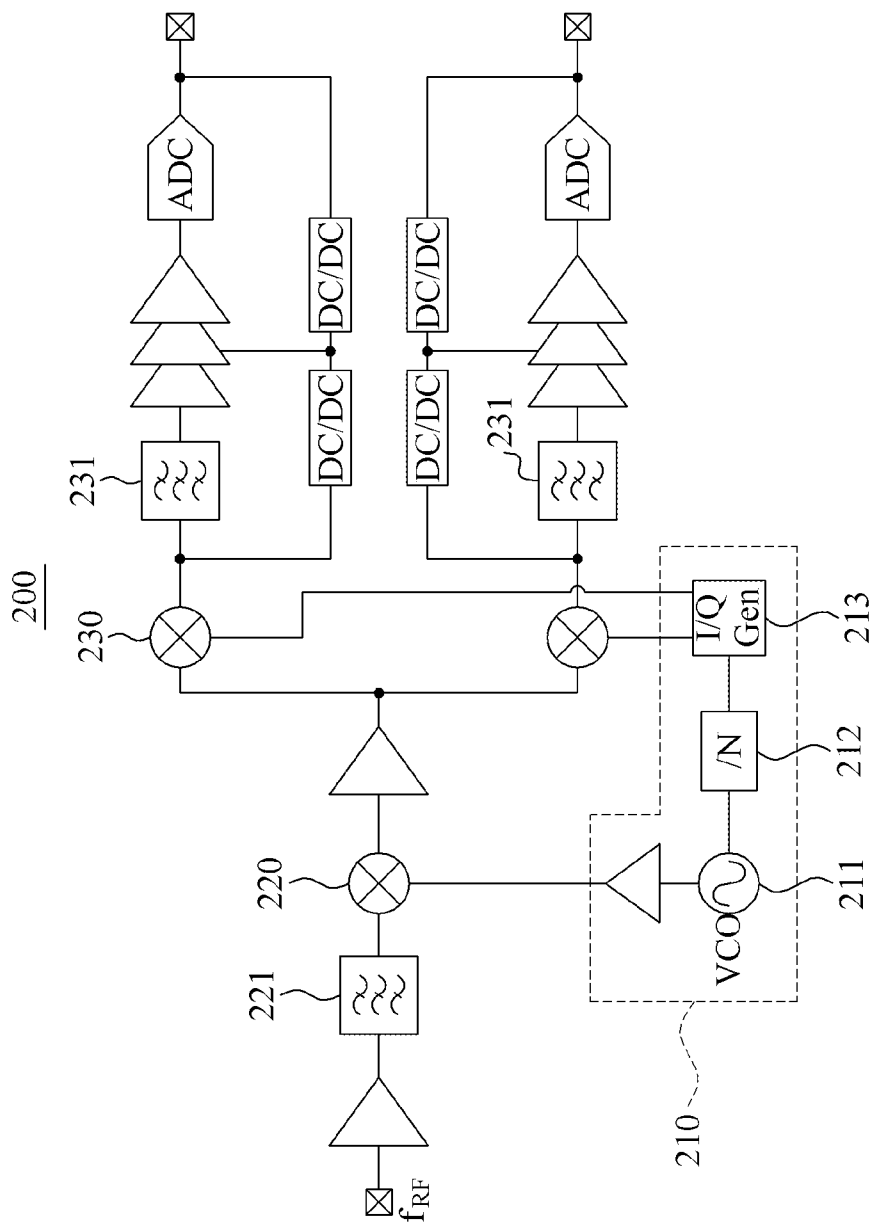 200
230
231
ADC
DC/DC
DC/DC
DC/DC
DC/DC
231
ADC
f_RF
221
220
210
VCO
211
/N
212
I/Q
Gen
213